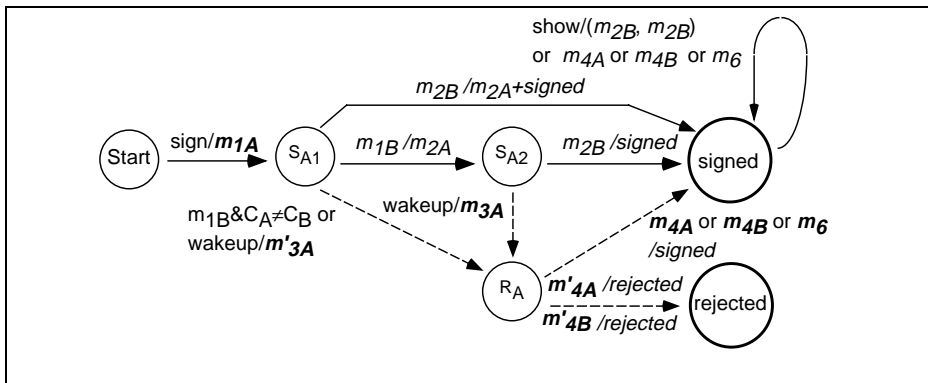 show/(m2B, m2B)
or m4A or m4B or m6
m2B /m2A+signed
Start
sign/m1A
SA1
m1B/m2A
SA2
m2B /signed
signed
m1B&CA≠CB or
wakeup/m'3A
wakeup/m3A
m4A or m4B or m6
/signed
RA
m'4A /rejected
m'4B /rejected
rejected